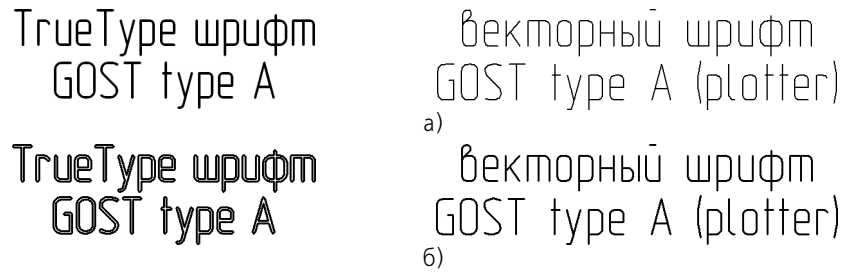 TrueType шрифт
GOST type A
векторный шрифт
GOST type A (plotter)
а)
TrueType шрифт
GOST type A
векторный шрифт
GOST type A (plotter)
б)